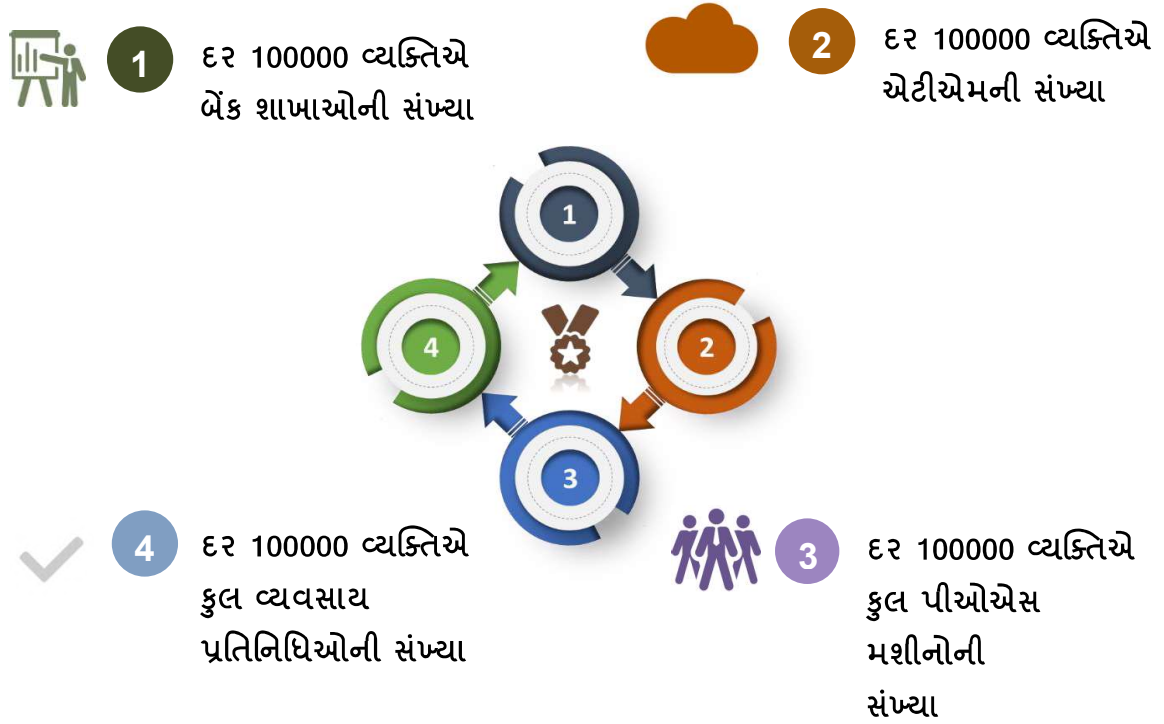 1
દર 100000 વ્યક્તિએ
બેંક શાખાઓની સંખ્યા
2
દર 100000 વ્યક્તિએ
એટીએમની સંખ્યા
1
4
2
3
4
દર 100000 વ્યક્તિએ
કુલ વ્યવસાય
પ્રતિનિધિઓની સંખ્યા
3
દર 100000 વ્યક્તિએ
કુલ પીઓએસ
મશીનોની
સંખ્યા